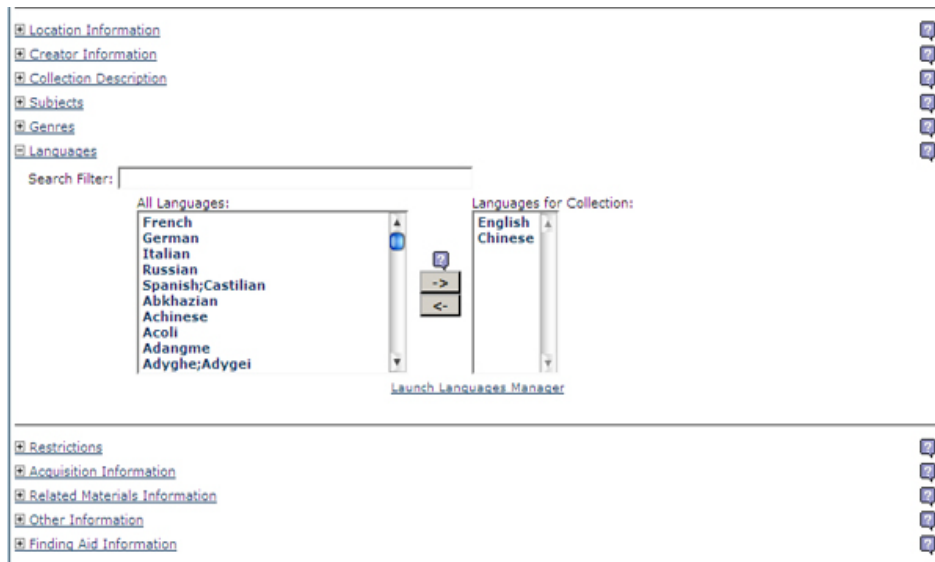 Location Information
Creator Information
Collection Description
Subjects
Genres
Languages
Search Filter:
All Languages: Languages for Collection:
French English
German Chinese
Italian
Russian
Spanish;Castilian
Abkhazian
Achinese
Acoli
Adangme
Adyghe;Adygei
->
<-
Launch Languages Manager
Restrictions
Acquisition Information
Related Materials Information
Other Information
Finding Aid Information